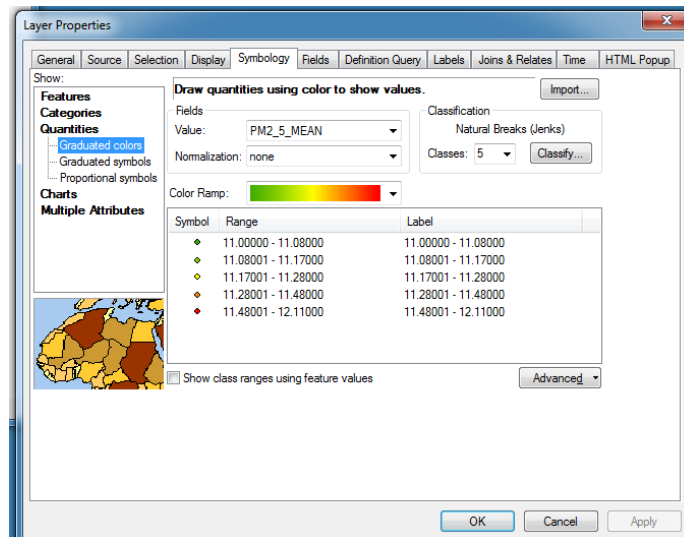 Layer Properties
x
General Source Selection Display Symbology Fields Definition Query Labels Joins & Relates Time HTML Popup
Show:
Features
Categories
Quantities
Graduated colors
Graduated symbols
Proportional symbols
Charts
Multiple Attributes
Draw quantities using color to show values.
Import...
Fields
Value: PM2_5_MEAN
Normalization: none
Classification
Natural Breaks (Jenks)
Classes: 5 Classify...
Color Ramp:
Symbol Range Label
11.00000 - 11.08000 11.00000 - 11.08000
11.08001 - 11.17000 11.08001 - 11.17000
11.17001 - 11.28000 11.17001 - 11.28000
11.28001 - 11.48000 11.28001 - 11.48000
11.48001 - 12.11000 11.48001 - 12.11000
Show class ranges using feature values
Advanced
OK Cancel Apply